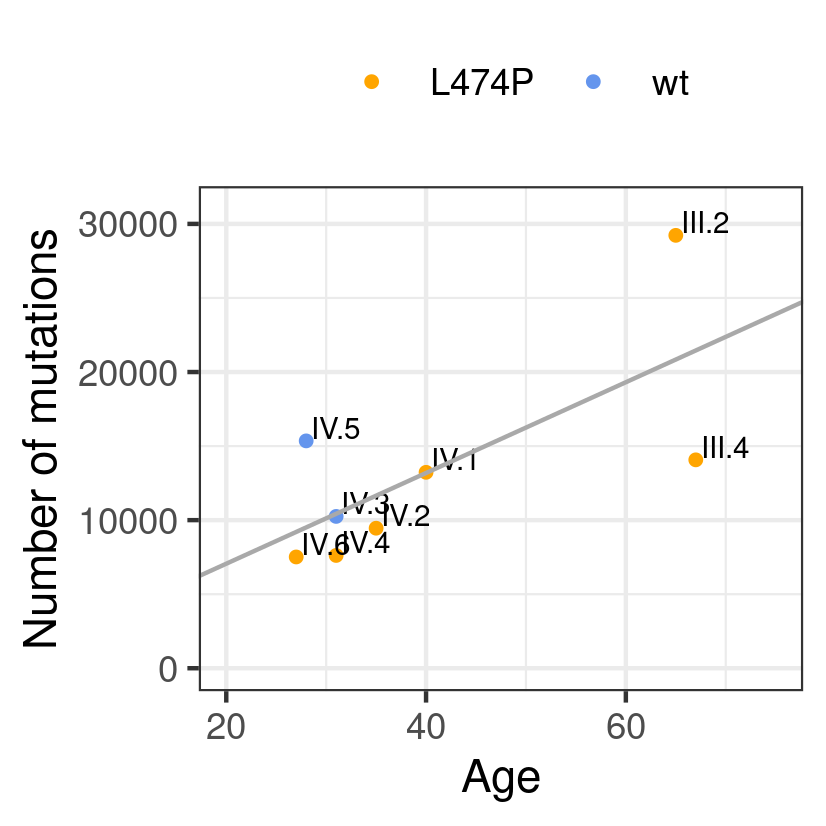 L474P wt
Number of mutations
30000
20000
10000
0
III.2
IV.5
III.4
IV.1
IV.3
IV.2
IV.6
IV.4
20 40 60
Age